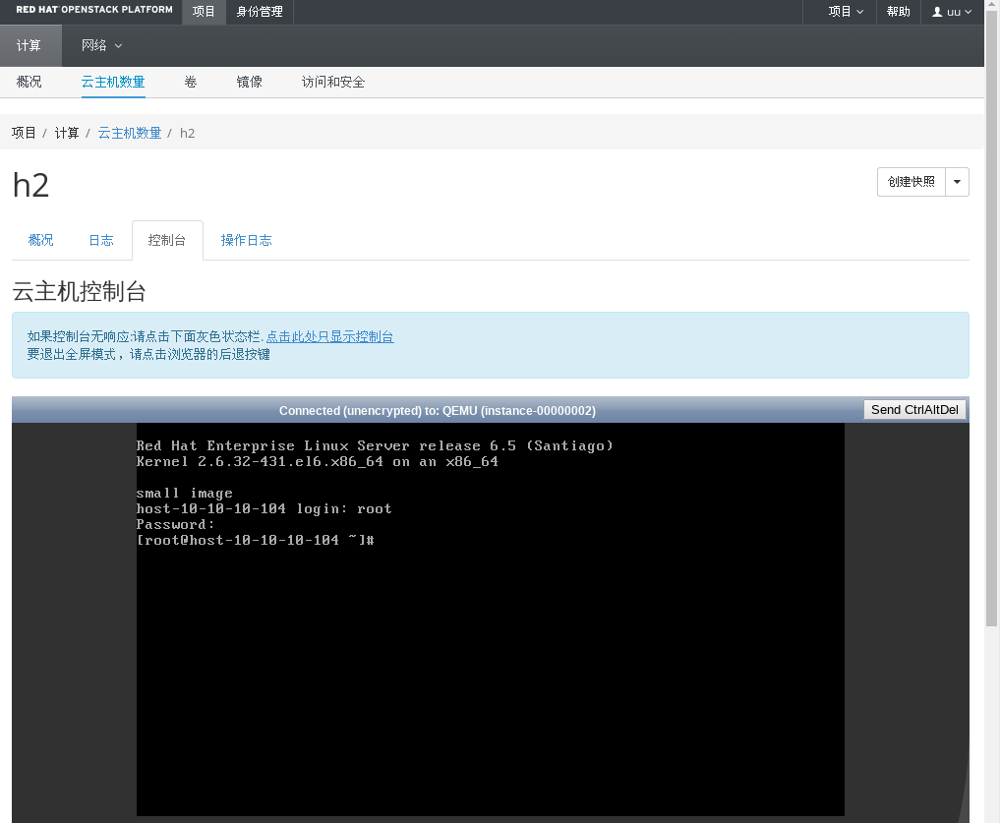 RED HAT OPENSTACK PLATFORM 项目 身份管理 项目 帮助 uu
计算 网络
概况 云主机数量 卷 镜像 访问和安全
项目 / 计算 / 云主机数量 / h2
h2 创建快照
概况 日志 控制台 操作日志
云主机控制台
如果控制台无响应:请点击下面灰色状态栏. 点击此处只显示控制台
要退出全屏模式，请点击浏览器的后退按键
Connected (unencrypted) to: QEMU (instance-00000002) Send CtrlAltDel
Red Hat Enterprise Linux Server release 6.5 (Santiago)
Kernel 2.6.32-431.el6.x86_64 on an x86_64
small image
host-10-10-10-104 login: root
Password:
[root@host-10-10-10-104 ~]#